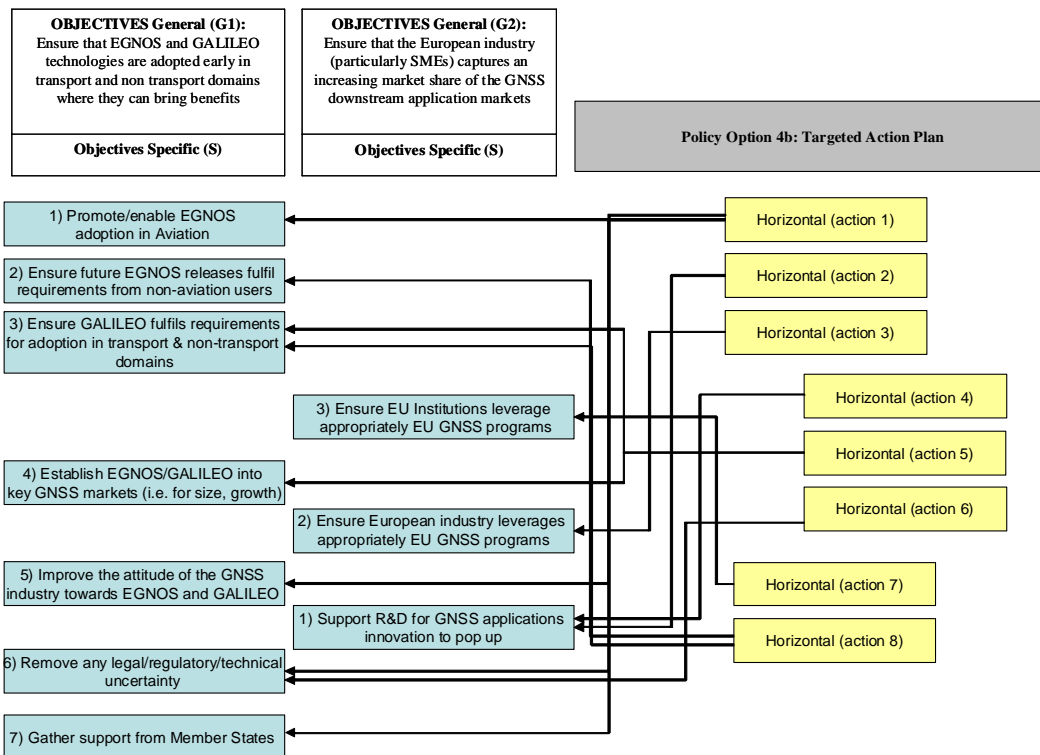 OBJECTIVES General (G1):
Ensure that EGNOS and GALILEO
technologies are adopted early in
transport and non transport domains
where they can bring benefits
Objectives Specific (S)
OBJECTIVES General (G2):
Ensure that the European industry
(particularly SMEs) captures an
increasing market share of the GNSS
downstream application markets
Objectives Specific (S)
Policy Option 4b: Targeted Action Plan
1) Promote/enable EGNOS
adoption in Aviation
2) Ensure future EGNOS releases fulfil
requirements from non-aviation users
3) Ensure GALILEO fulfils requirements
for adoption in transport & non-transport
domains
4) Establish EGNOS/GALILEO into
key GNSS markets (i.e. for size, growth)
5) Improve the attitude of the GNSS
industry towards EGNOS and GALILEO
6) Remove any legal/regulatory/technical
uncertainty
7) Gather support from Member States
3) Ensure EU Institutions leverage
appropriately EU GNSS programs
2) Ensure European industry leverages
appropriately EU GNSS programs
1) Support R&D for GNSS applications
innovation to pop up
Horizontal (action 1)
Horizontal (action 2)
Horizontal (action 3)
Horizontal (action 4)
Horizontal (action 5)
Horizontal (action 6)
Horizontal (action 7)
Horizontal (action 8)